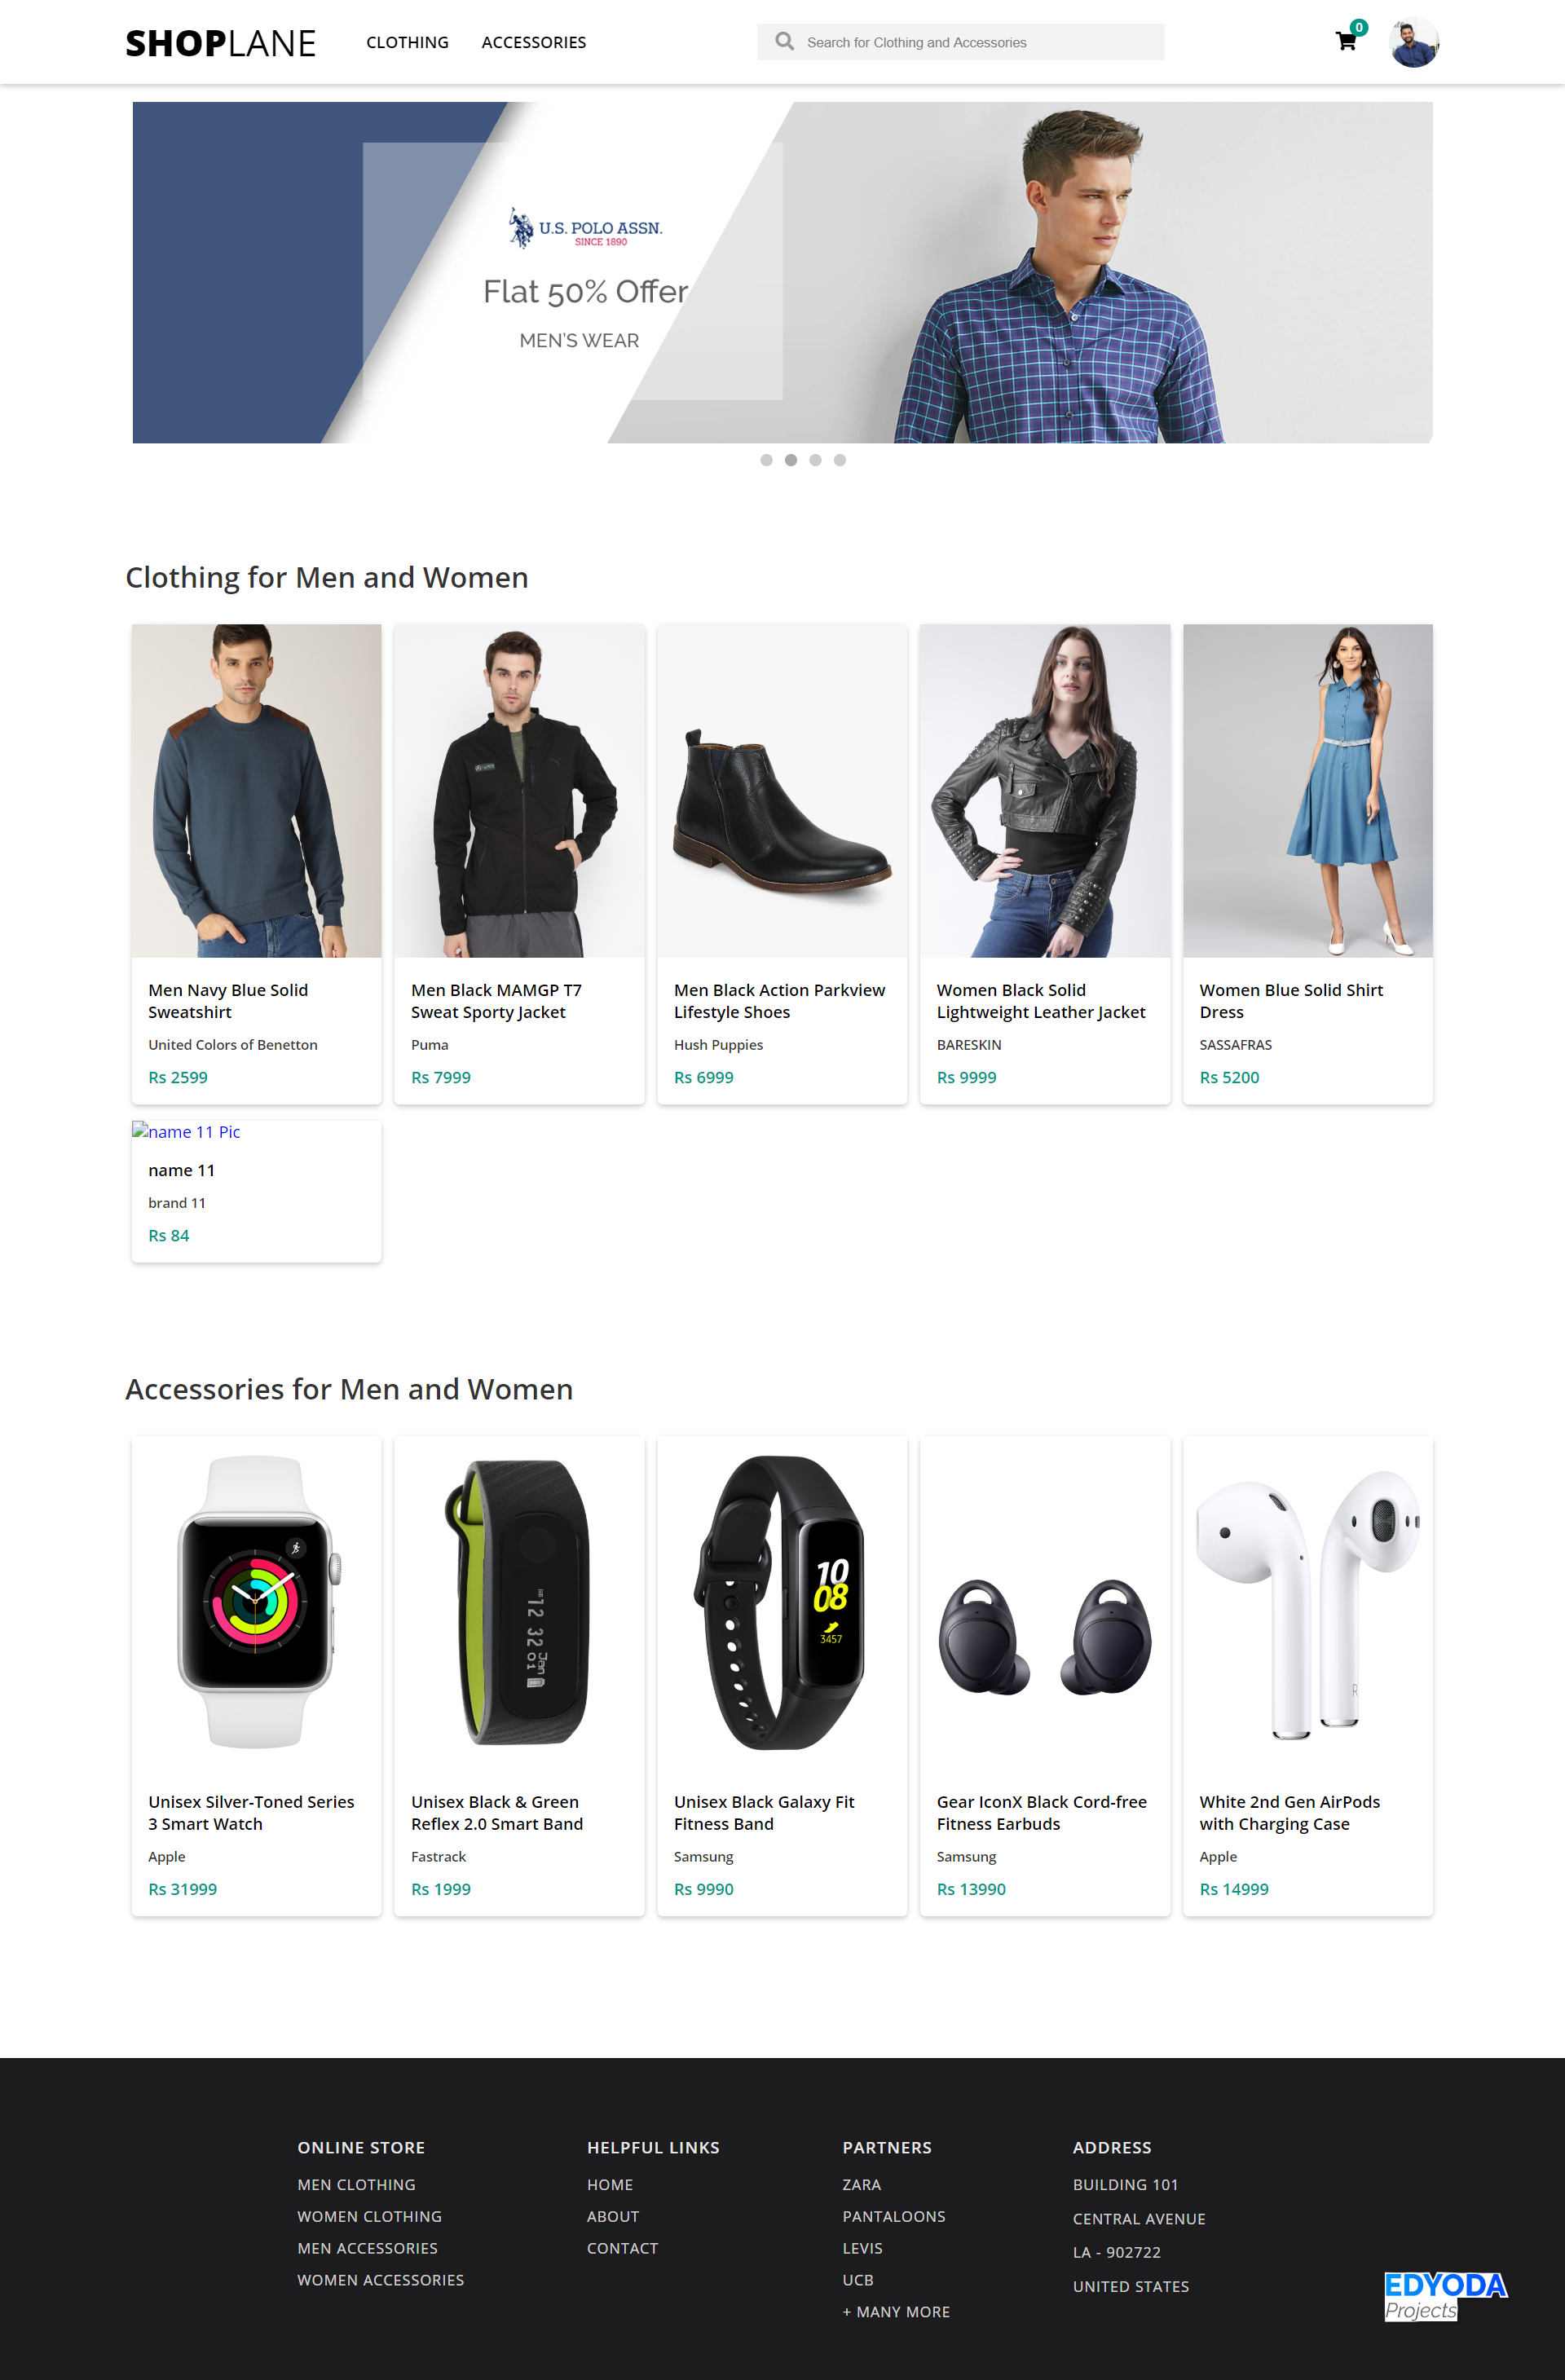 SHOPLANE
CLOTHING
ACCESSORIES
Search for Clothing and Accessories
0
U.S. POLO ASSN.
SINCE 1890
Flat 50% Offer
MEN'S WEAR
Clothing for Men and Women
Men Navy Blue Solid
Sweatshirt
United Colors of Benetton
Rs 2599
Men Black MAMGP T7
Sweat Sporty Jacket
Puma
Rs 7999
Men Black Action Parkview
Lifestyle Shoes
Hush Puppies
Rs 6999
Women Black Solid
Lightweight Leather Jacket
BARESKIN
Rs 9999
Women Blue Solid Shirt
Dress
SASSAFRAS
Rs 5200
name 11 Pic
name 11
brand 11
Rs 84
Accessories for Men and Women
12 32
Jan
01
10
08
3457
R
Unisex Silver-Toned Series
3 Smart Watch
Apple
Rs 31999
Unisex Black & Green
Reflex 2.0 Smart Band
Fastrack
Rs 1999
Unisex Black Galaxy Fit
Fitness Band
Samsung
Rs 9990
Gear IconX Black Cord-free
Fitness Earbuds
Samsung
Rs 13990
White 2nd Gen AirPods
with Charging Case
Apple
Rs 14999
ONLINE STORE
MEN CLOTHING
WOMEN CLOTHING
MEN ACCESSORIES
WOMEN ACCESSORIES
HELPFUL LINKS
HOME
ABOUT
CONTACT
PARTNERS
ZARA
PANTALOONS
LEVIS
UCB
+ MANY MORE
ADDRESS
BUILDING 101
CENTRAL AVENUE
LA - 902722
UNITED STATES
EDYODA
Projects